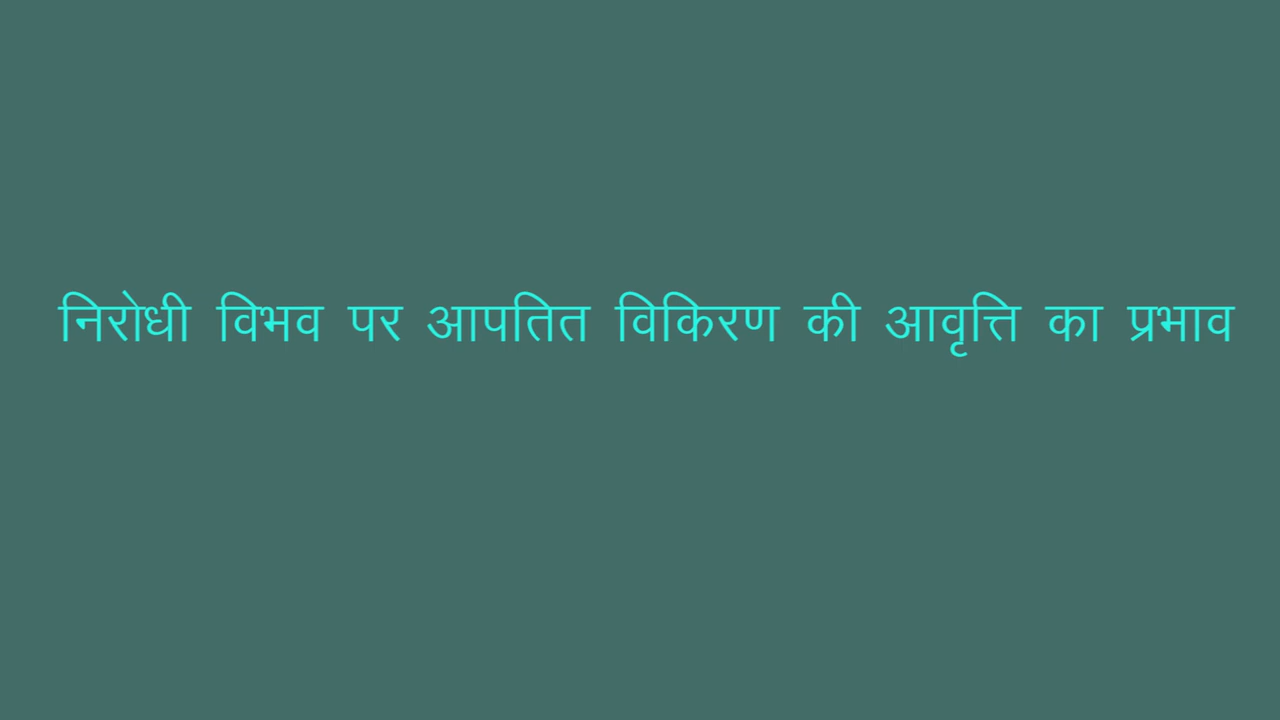 निरोधी विभव पर आपतित विकिरण की आवृत्ति का प्रभाव